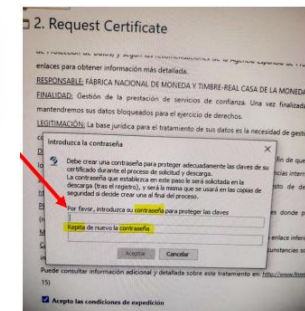 2. Request Certificate
enlaces para obtener información más detallada.
RESPONSABLE: FÁBRICA NACIONAL DE MONEDA Y TIMBRE-REAL CASA DE LA MONEDA
FINALIDAD: Gestión de la prestación de servicios de confianza. Una vez finalizada
mantendremos sus datos bloqueados para el ejercicio de derechos.
LEGITIMACIÓN: La base jurídica para el tratamiento de sus datos es la necesidad de gesti
Introduzca la contraseña
Debe crear una contraseña para proteger adecuadamente las claves de su
certificado durante el proceso de solicitud y descarga.
La contraseña que establezca en este paso le será solicitada en la
descarga (tras el registro), y será la misma que se usará en las copias de
seguridad si decide crear una al final del proceso.
Por favor, introduzca su contraseña para proteger las claves
Repita de nuevo la contraseña
Aceptar Cancelar
Puede consultar información adicional y detallada sobre este tratamiento en:
15)
Acepto las condiciones de expedición